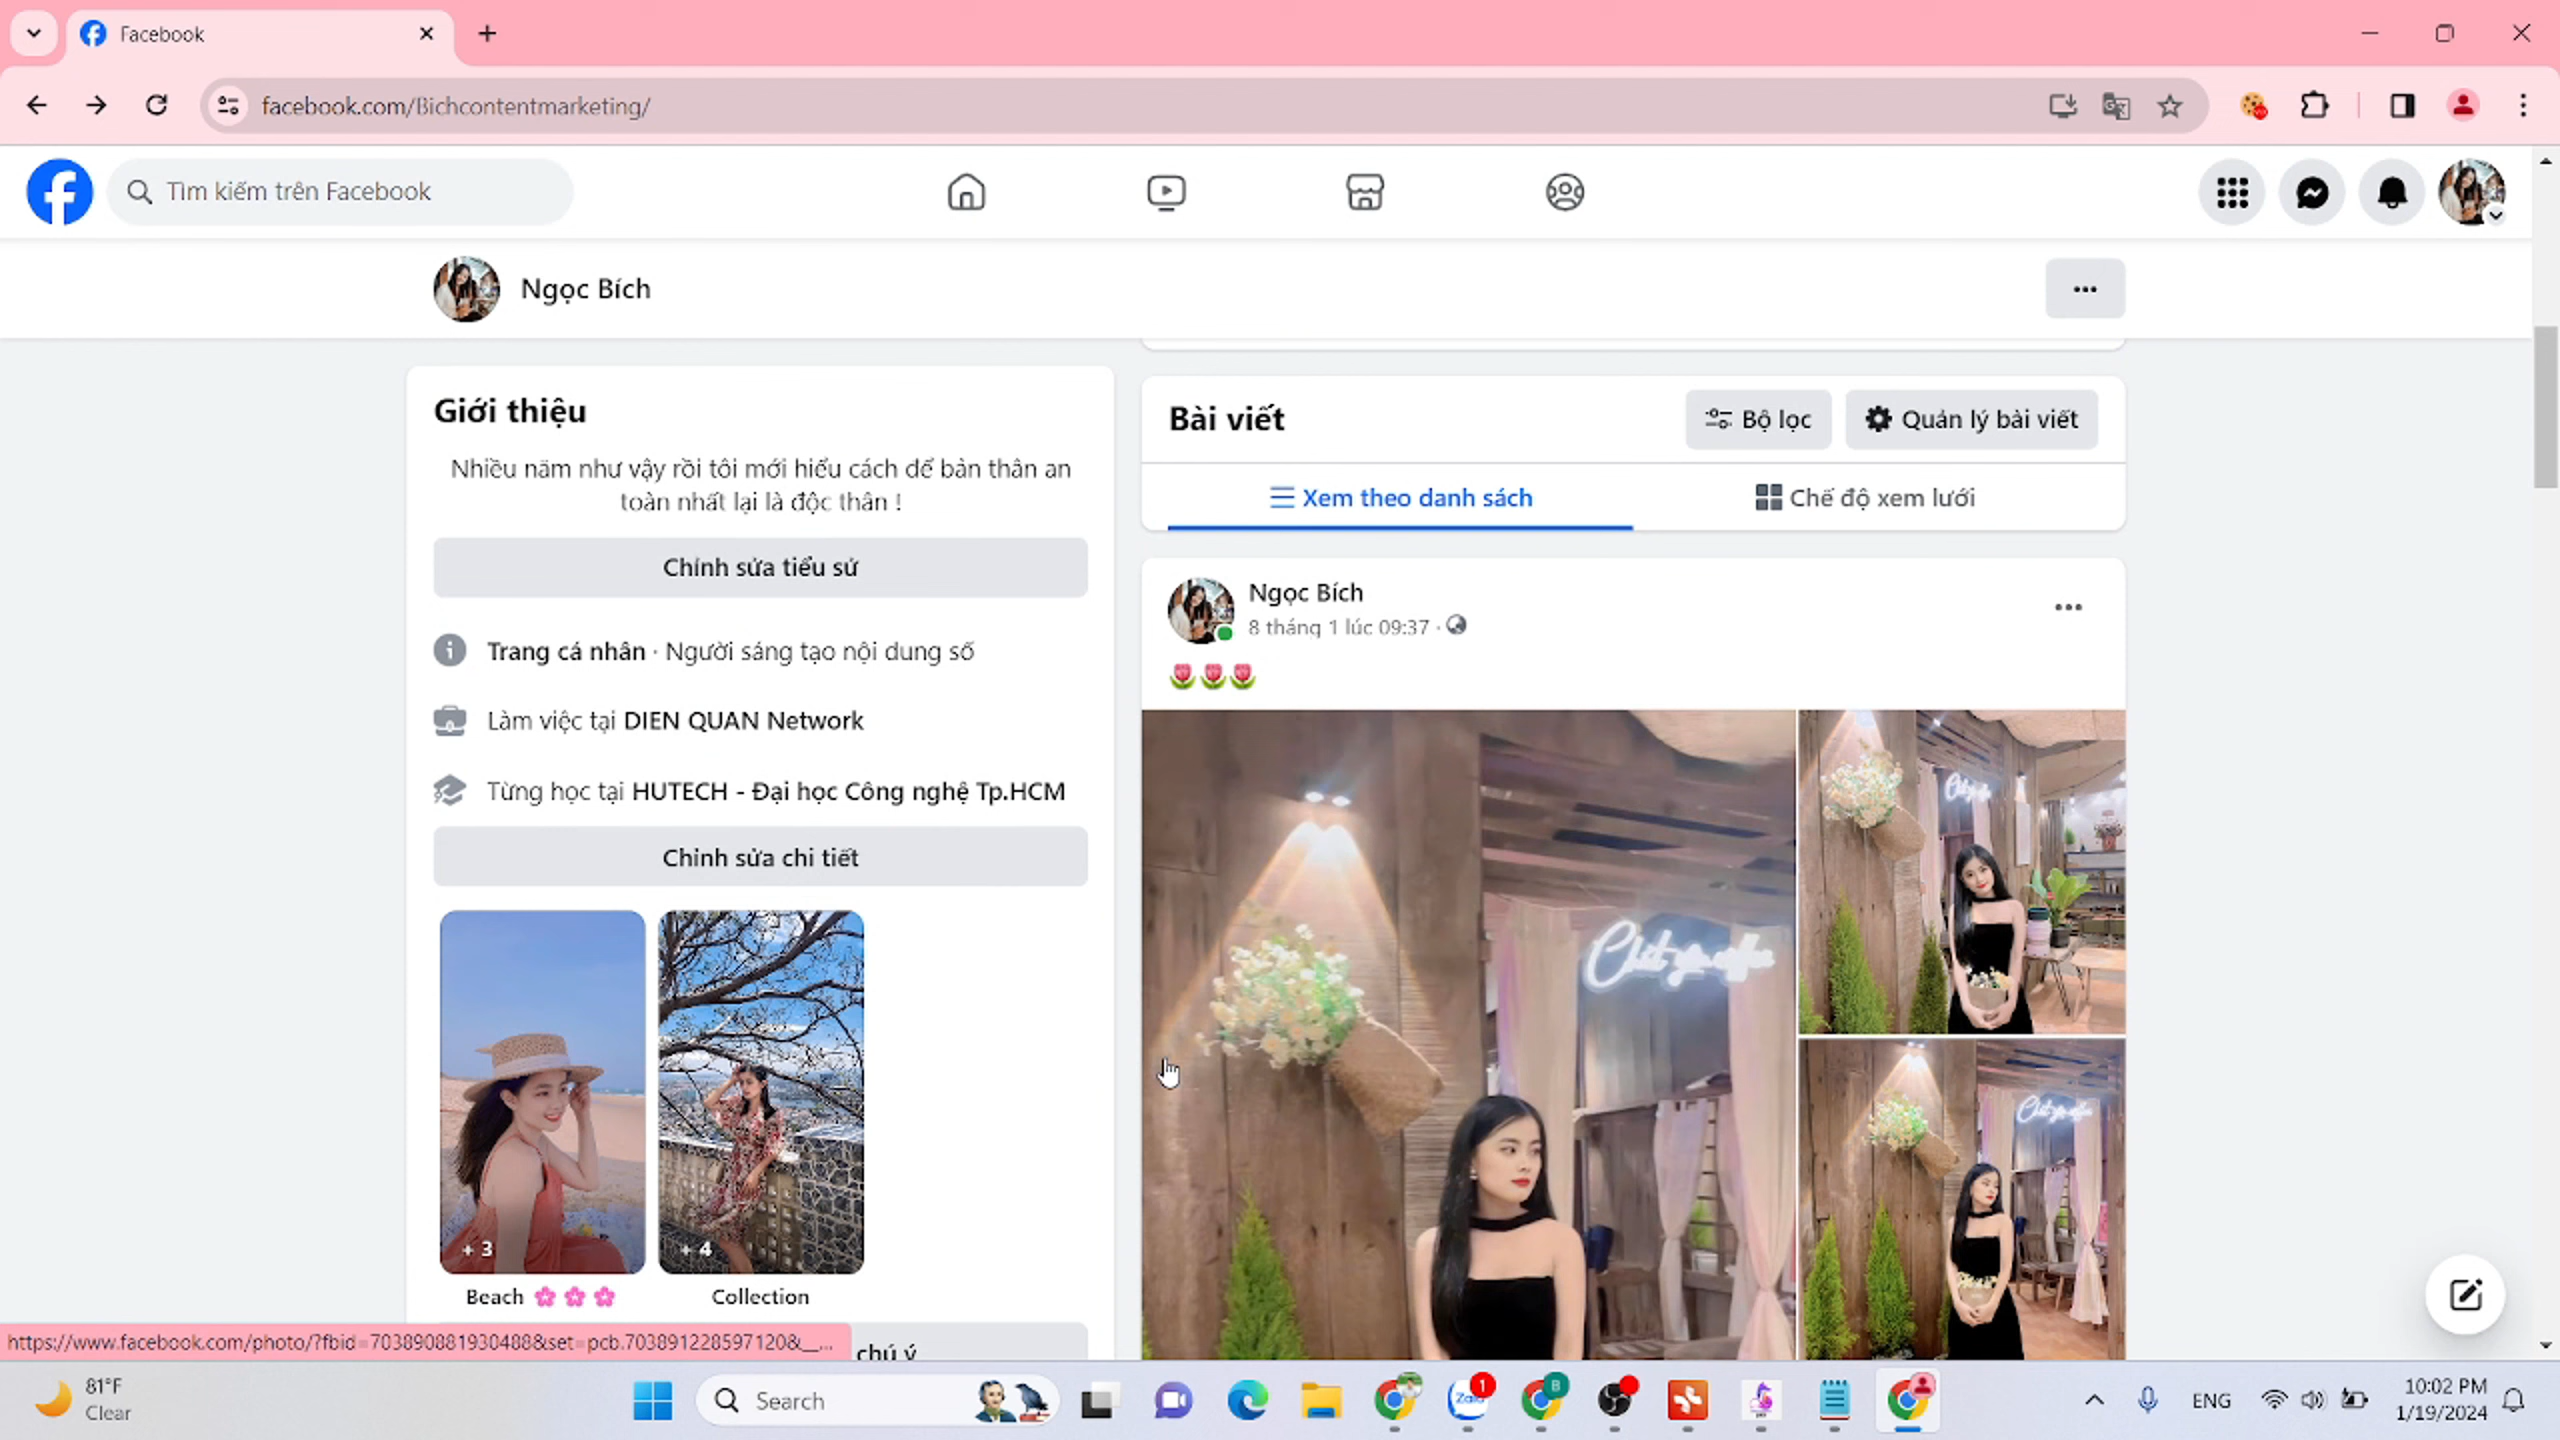 Facebook
facebook.com/Bichcontentmarketing/
Tìm kiếm trên Facebook
Ngọc Bích
Giới thiệu
Nhiều năm như vậy rồi tôi mới hiểu cách để bản thân an
toàn nhất lại là độc thân !
Chỉnh sửa tiểu sử
Trang cá nhân · Người sáng tạo nội dung số
Làm việc tại DIEN QUAN Network
Từng học tại HUTECH - Đại học Công nghệ Tp.HCM
Chỉnh sửa chi tiết
+ 3
+ 4
Beach 🌸 🌸 🌸
Collection
chú ý
Bài viết
Bộ lọc
Quản lý bài viết
Xem theo danh sách
Chế độ xem lưới
Ngọc Bích
8 tháng 1 lúc 09:37 ·
🌷🌷🌷
https://www.facebook.com/photo/?fbid=703890881930488&set=pcb.703891228597120&__...
81°F
Clear
Search
Zalo
1
B
ENG
10:02 PM
1/19/2024